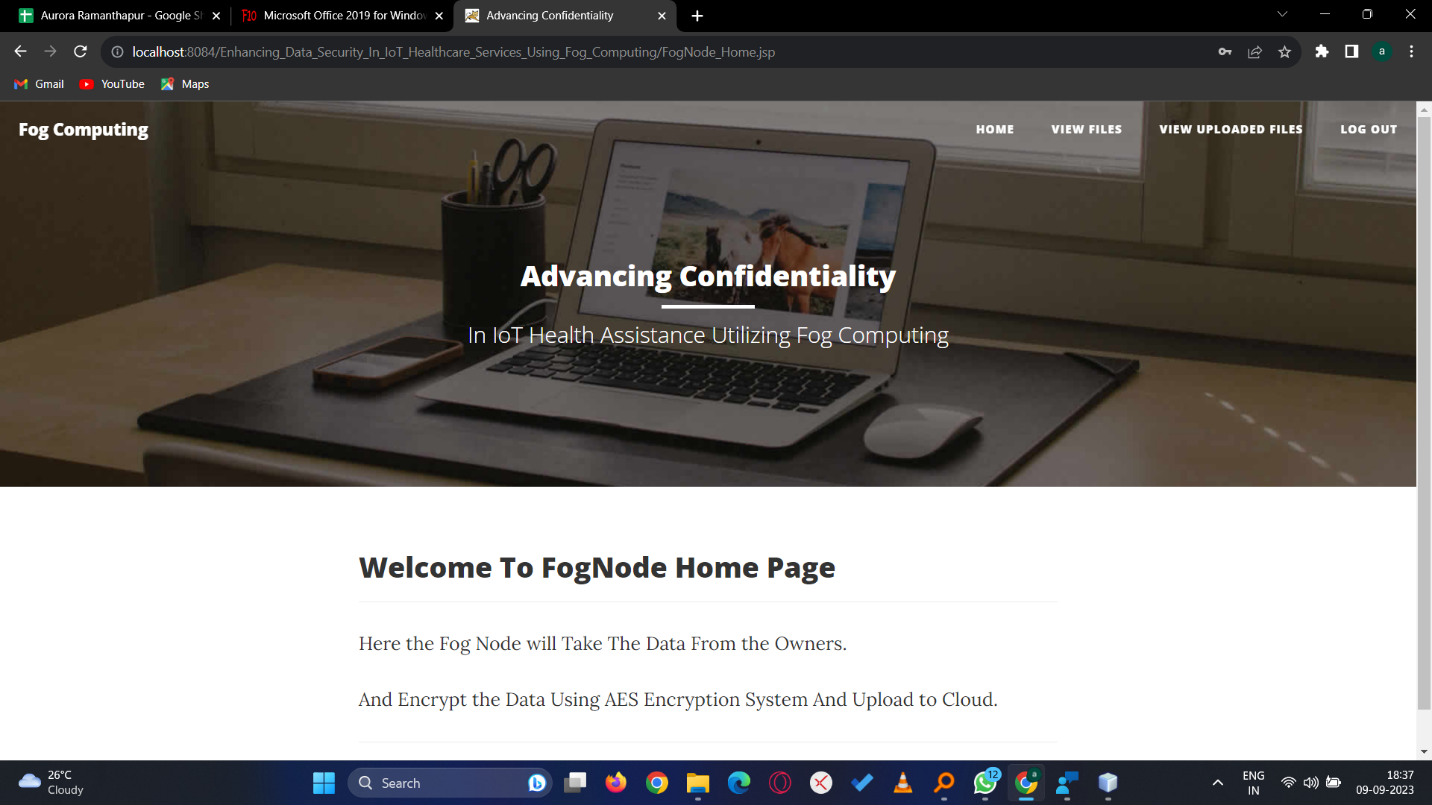 Aurora Ramanthapur - Google Sh
Microsoft Office 2019 for Window
Advancing Confidentiality
localhost:8084/Enhancing_Data_Security_In_IoT_Healthcare_Services_Using_Fog_Computing/FogNode_Home.jsp
a
Gmail
YouTube
Maps
Fog Computing
HOME
VIEW FILES
VIEW UPLOADED FILES
LOG OUT
Advancing Confidentiality
In IoT Health Assistance Utilizing Fog Computing
Welcome To FogNode Home Page
Here the Fog Node will Take The Data From the Owners.
And Encrypt the Data Using AES Encryption System And Upload to Cloud.
26°C
Cloudy
Search
12
a
ENG
IN
18:37
09-09-2023